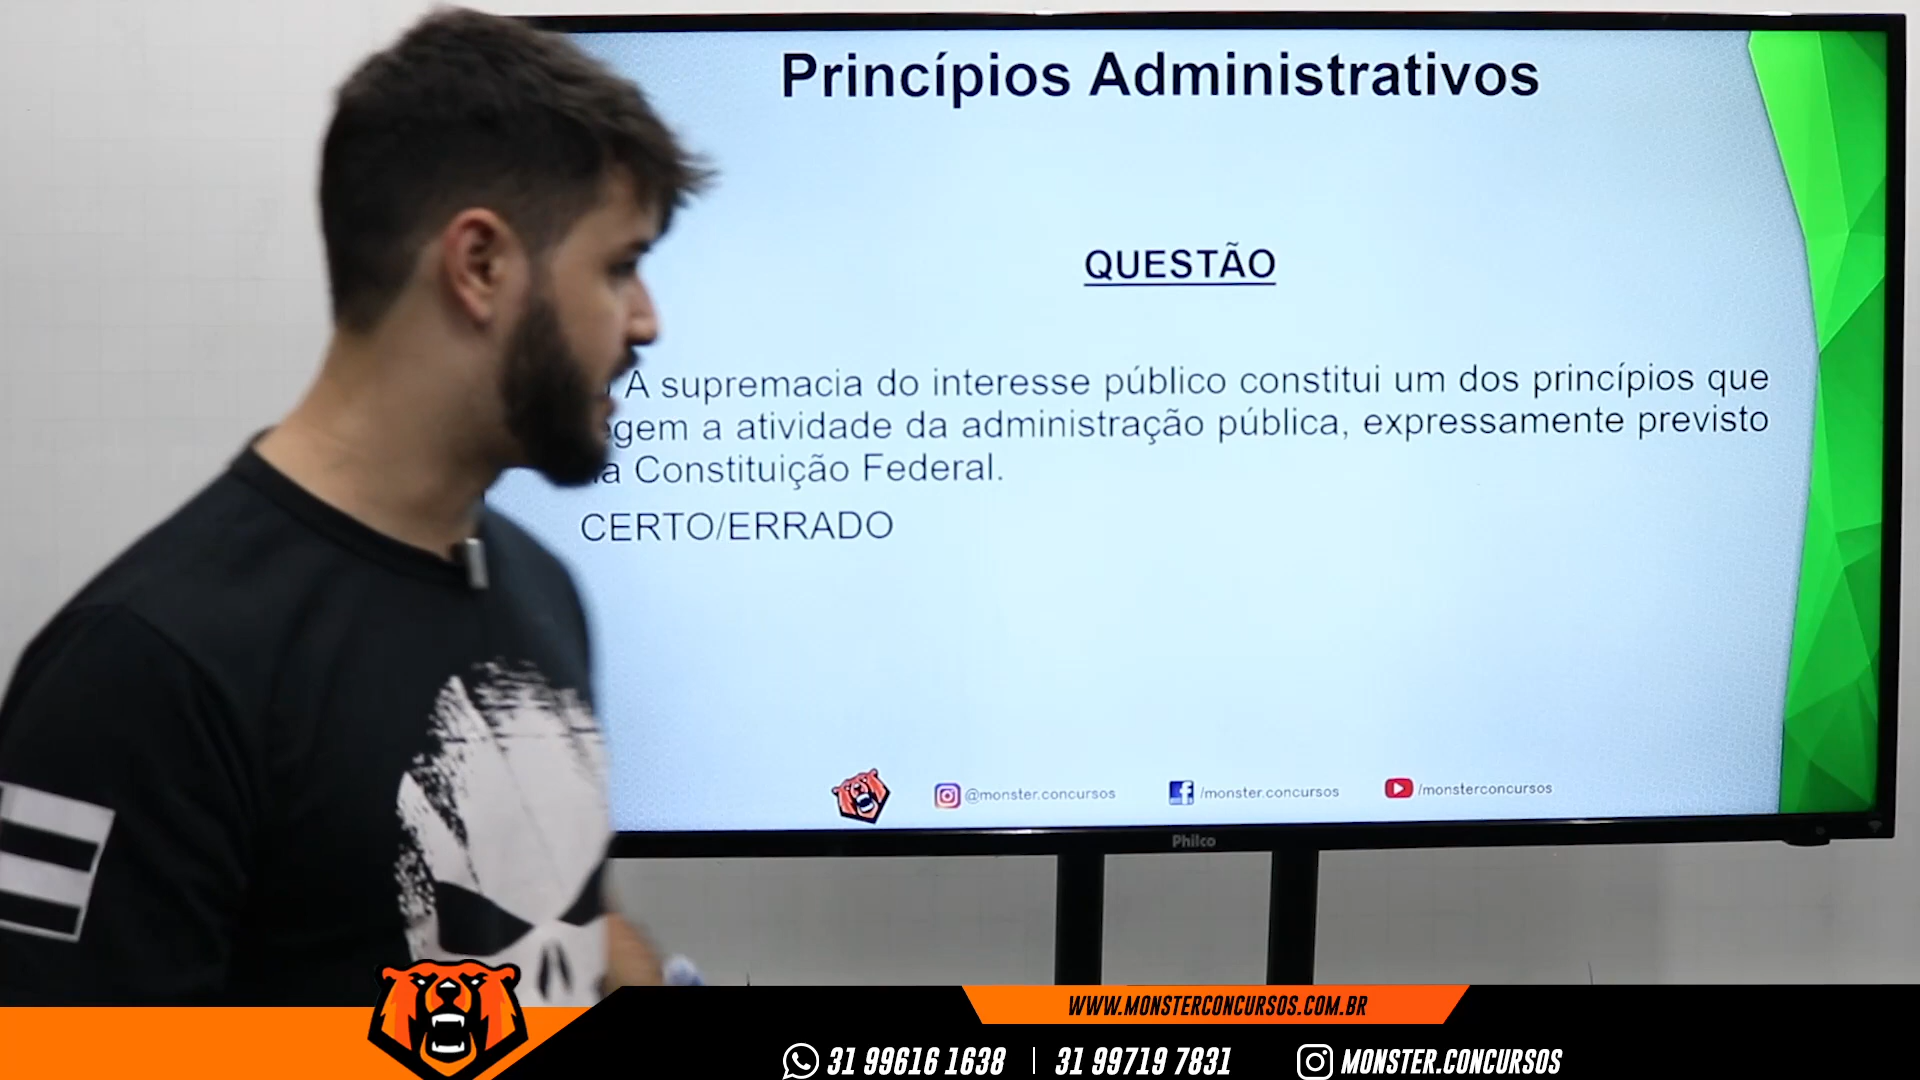 Princípios Administrativos
QUESTÃO
A supremacia do interesse público constitui um dos princípios que
a atividade da administração pública, expressamente previsto
Constituição Federal.
CERTO/ERRADO
@monster.concursos /monster.concursos /monsterconcursos
Philco
WWW.MONSTERCONCURSOS.COM.BR
31 99616 1638 | 31 99719 7831 MONSTER.CONCURSOS